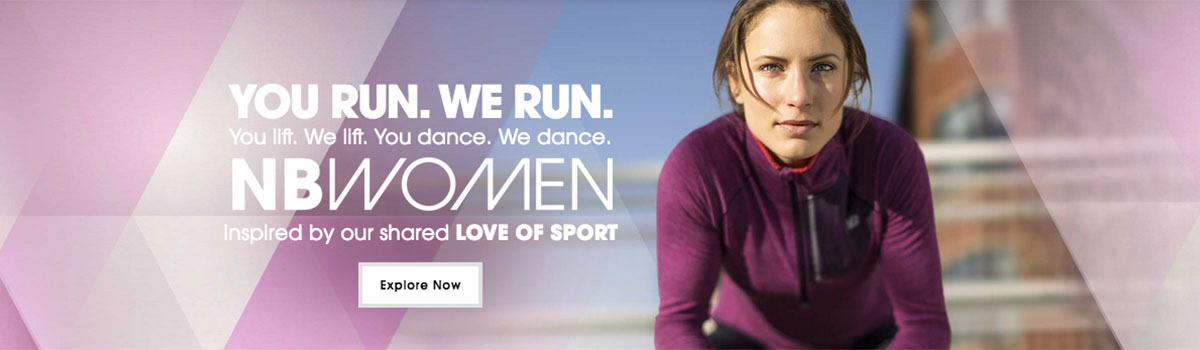 YOU RUN. WE RUN.
You lift. We lift. You dance. We dance.
NBWOMEN
Inspired by our shared LOVE OF SPORT
Explore Now